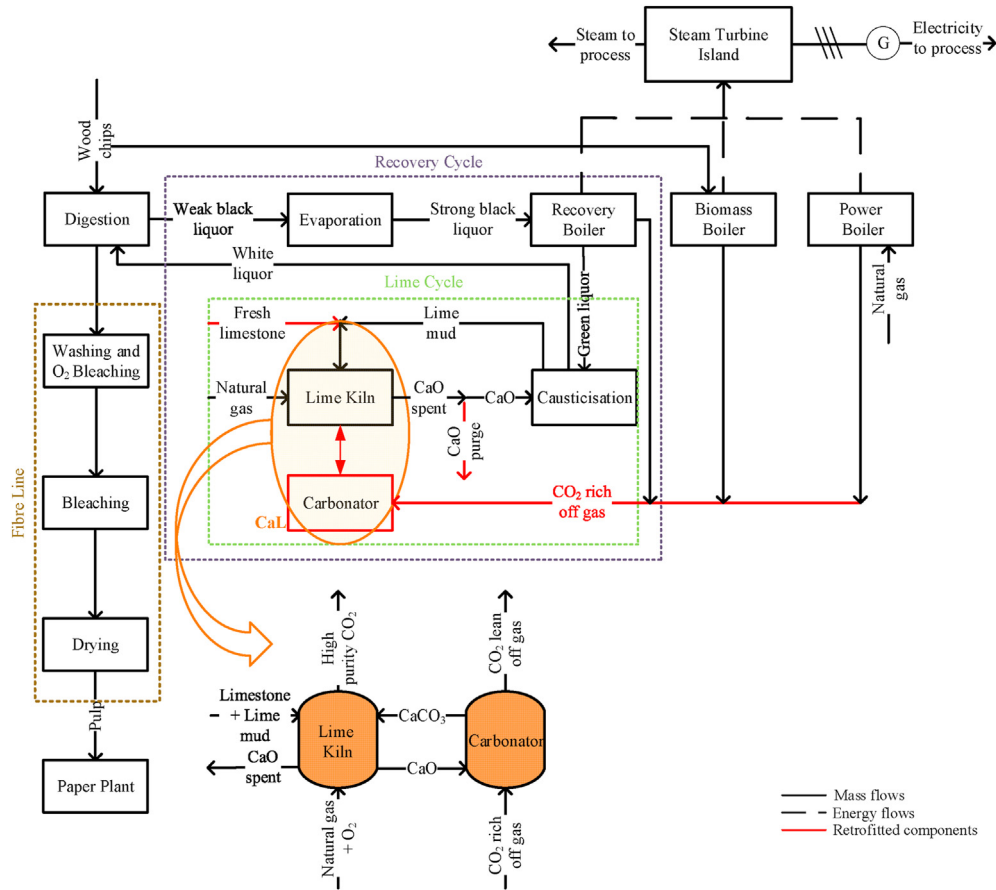 Steam to
process
Steam Turbine
Island
G
Electricity
to process
Wood
chips
Recovery Cycle
Digestion
Weak black
liquor
Evaporation
Strong black
liquor
Recovery
Boiler
Biomass
Boiler
Power
Boiler
White
liquor
Natural
gas
Lime Cycle
Green liquor
Fresh
limestone
Lime
mud
Washing and
O₂ Bleaching
Natural
gas
Lime Kiln
CaO
spent
CaO
Causticisation
CaO
purge
Fibre Line
Bleaching
Carbonator
CaL
CO₂ rich
off gas
Drying
High
purity CO₂
CO₂ lean
off gas
Pulp
Limestone
+ Lime
mud
Lime
Kiln
CaCO₃
Carbonator
CaO
spent
CaO
Paper Plant
Natural gas
+ O₂
CO₂ rich
off gas
Mass flows
Energy flows
Retrofitted components